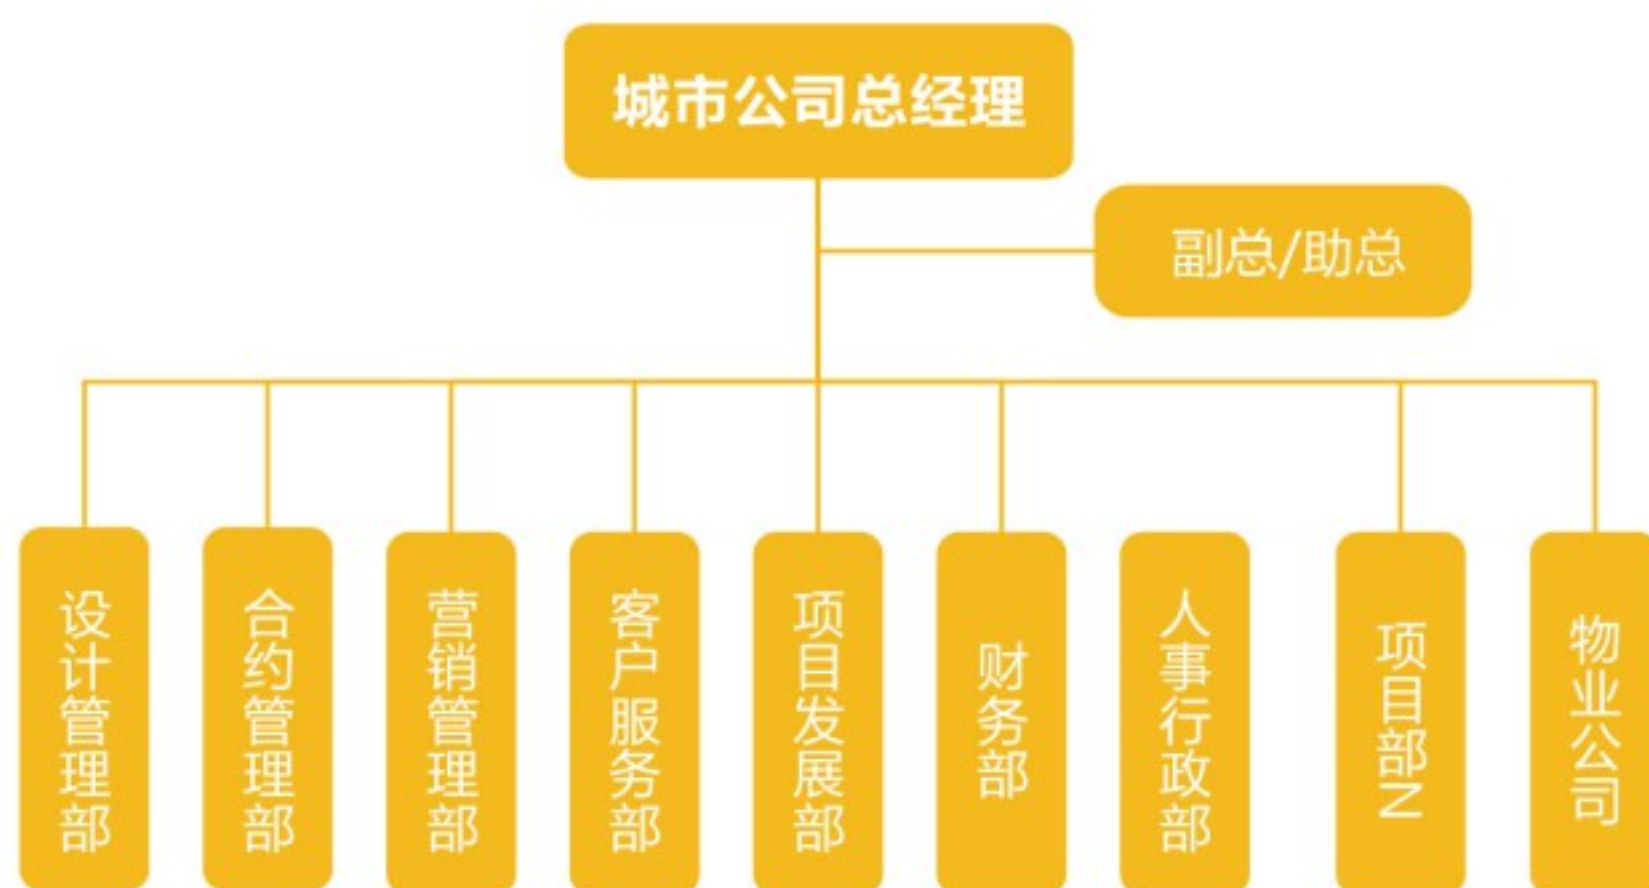 城市公司总经理
副总/助总
设计管理部
合约管理部
营销管理部
客户服务部
项目发展部
财务部
人事行政部
项目部N
物业公司